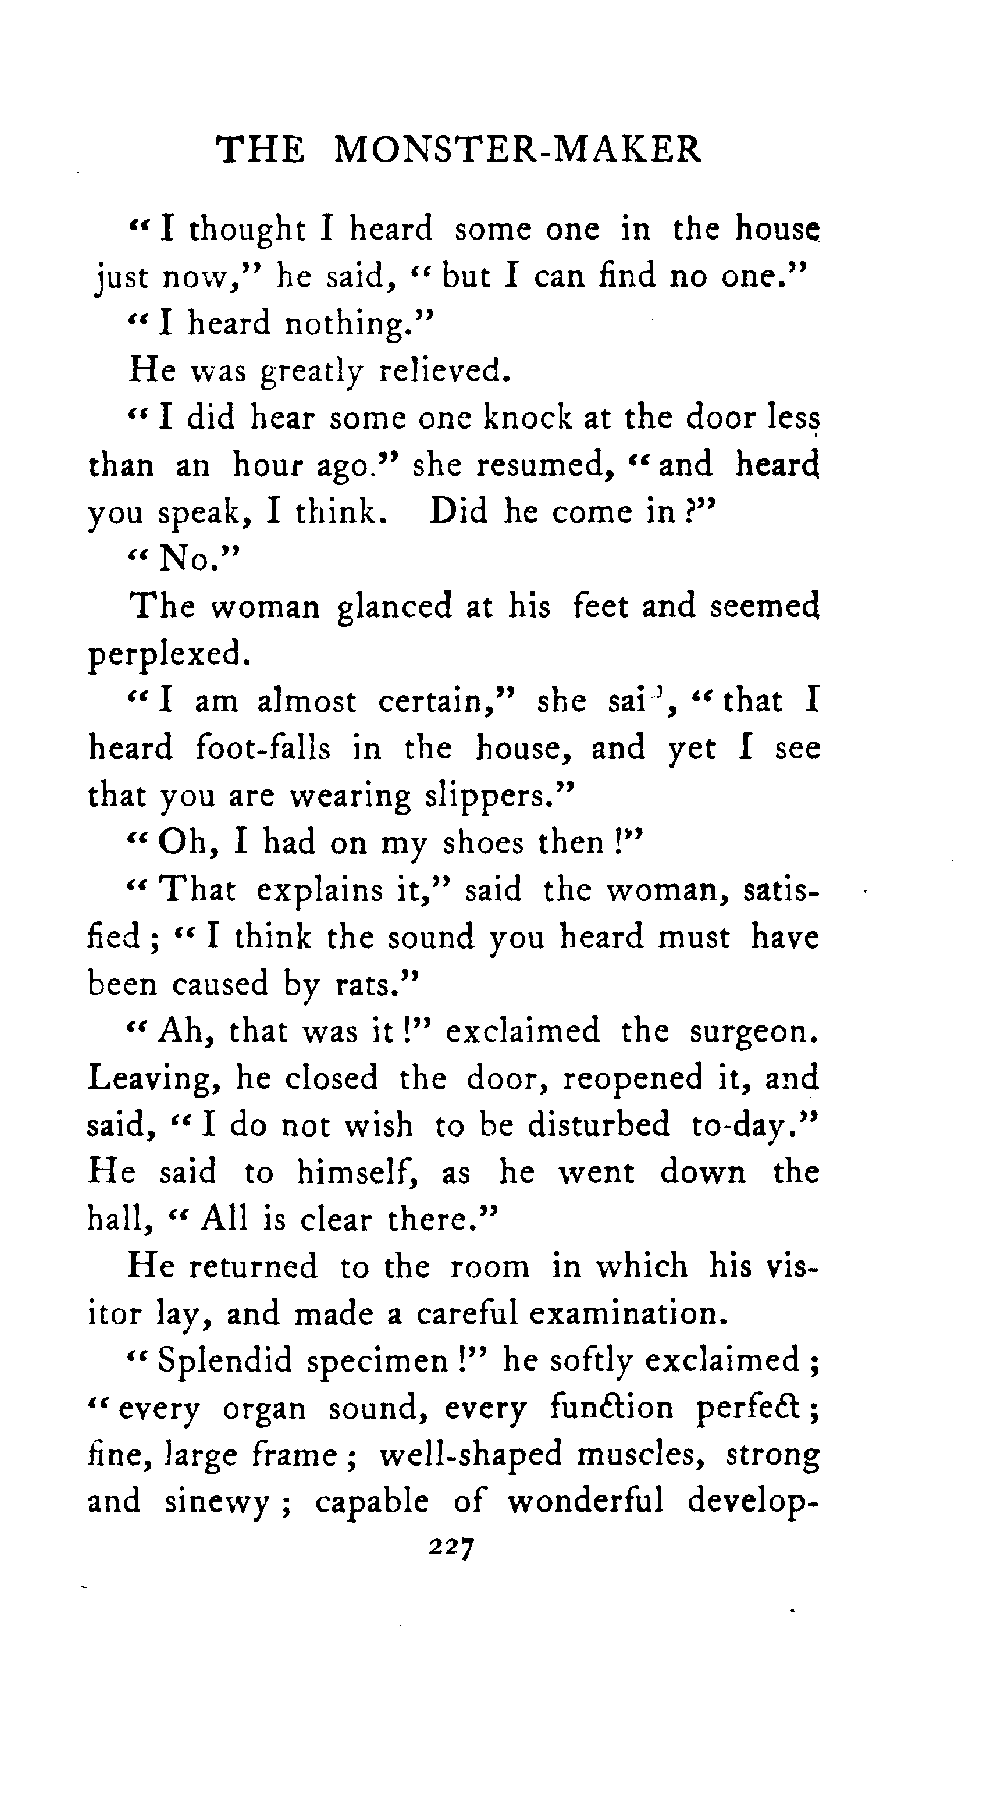 THE MONSTER-MAKER
“ I thought I heard some one in the house
just now,” he said, “ but I can find no one.”
“ I heard nothing.”
He was greatly relieved.
“ I did hear some one knock at the door less
than an hour ago.” she resumed, “ and heard
you speak, I think. Did he come in ?”
“ No.”
The woman glanced at his feet and seemed
perplexed.
“ I am almost certain,” she sai', “ that I
heard foot-falls in the house, and yet I see
that you are wearing slippers.”
“ Oh, I had on my shoes then !”
“ That explains it,” said the woman, satis-
fied ; “ I think the sound you heard must have
been caused by rats.”
“ Ah, that was it !” exclaimed the surgeon.
Leaving, he closed the door, reopened it, and
said, “ I do not wish to be disturbed to-day.”
He said to himself, as he went down the
hall, “ All is clear there.”
He returned to the room in which his vis-
itor lay, and made a careful examination.
“ Splendid specimen !” he softly exclaimed ;
“ every organ sound, every function perfect ;
fine, large frame ; well-shaped muscles, strong
and sinewy ; capable of wonderful develop-
227